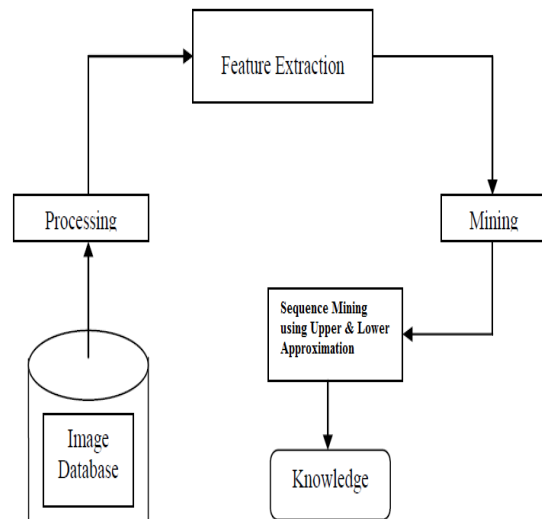 Feature Extraction
Processing
Mining
Sequence Mining
using Upper & Lower
Approximation
Image
Database
Knowledge